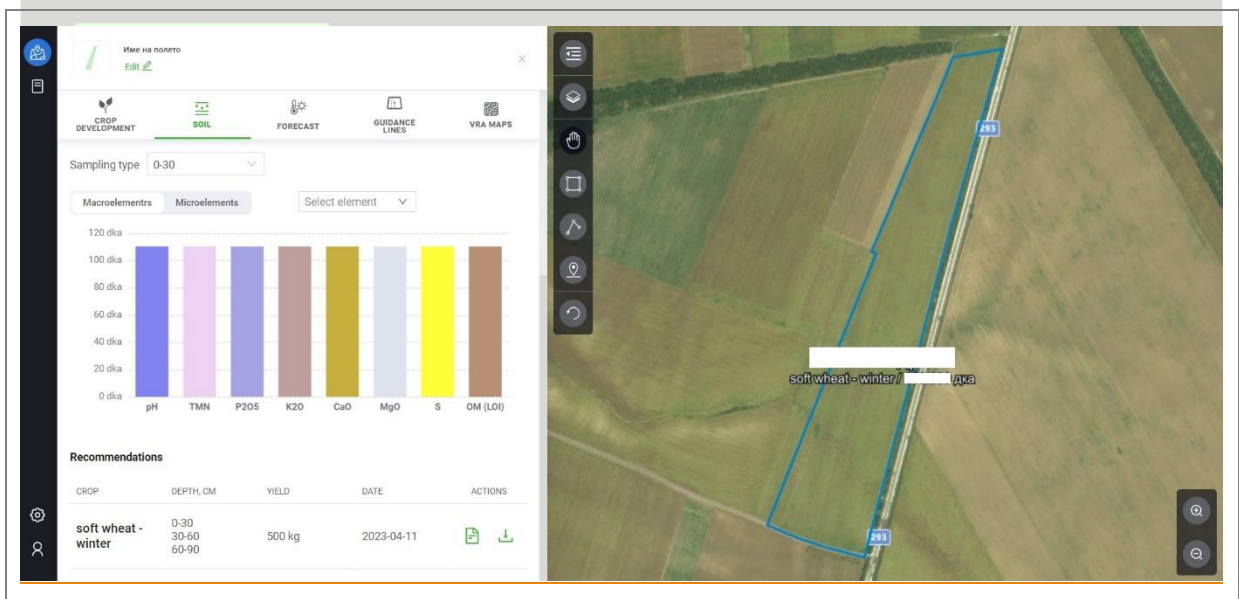 Име на полето
Edit
CROP DEVELOPMENT
SOIL
FORECAST
GUIDANCE LINES
VRA MAPS
Sampling type 0-30
Macroelementrs Microelements Select element
120 dka
100 dka
80 dka
60 dka
40 dka
20 dka
0 dka
pH TMN P2O5 K2O CaO MgO S OM (LOI)
Recommendations
CROP DEPTH, CM YIELD DATE ACTIONS
soft wheat - winter
0-30
30-60
60-90
500 kg
2023-04-11
293
soft wheat - winter / дка
293